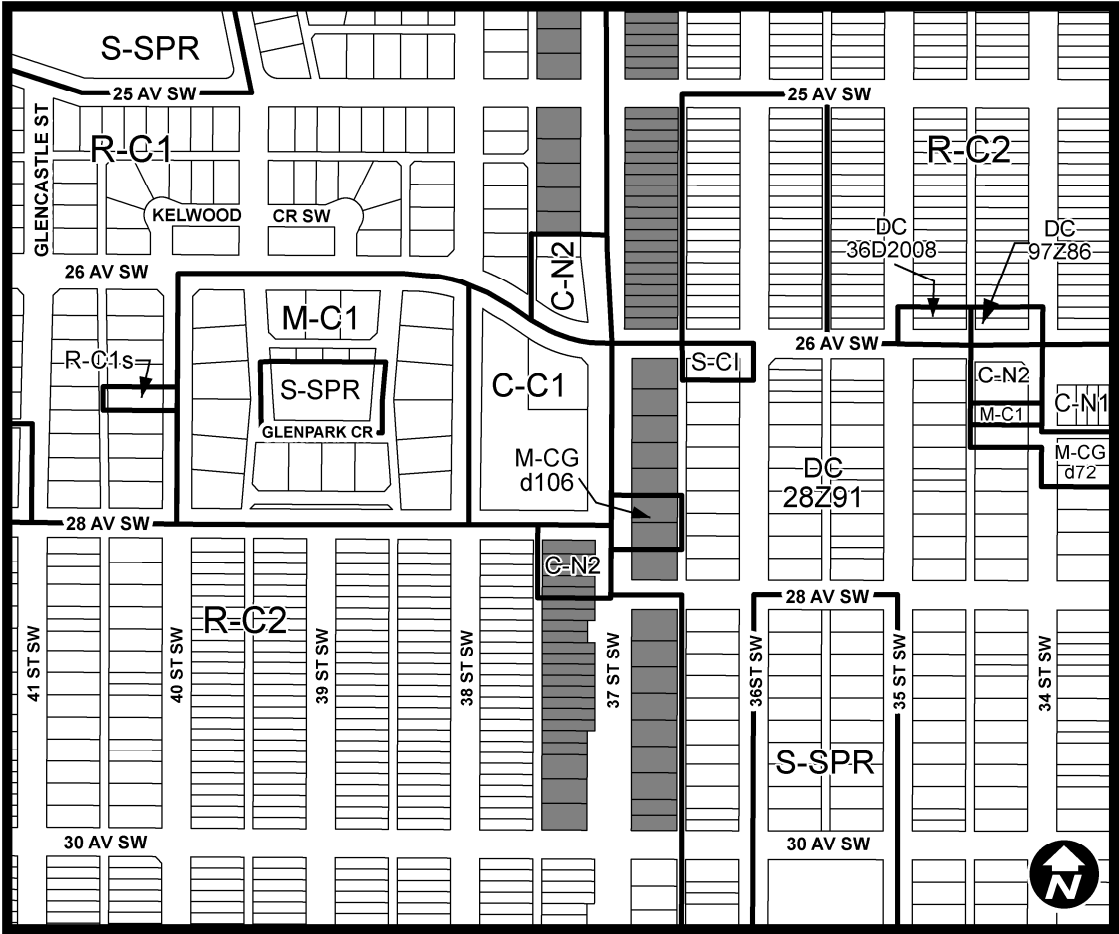 S-SPR
25 AV SW
25 AV SW
GLENCASTLE ST
R-C1
R-C2
KELWOOD
CR SW
DC
36D2008
DC
97Z86
26 AV SW
C-N2
M-C1
26 AV SW
R-C1s
S-SPR
GLENPARK CR
C-C1
S-CI
C-N2
M-C1
C-N1
M-CG
d106
DC
28Z91
M-CG
d72
28 AV SW
C-N2
28 AV SW
R-C2
41 ST SW
40 ST SW
39 ST SW
38 ST SW
37 ST SW
36ST SW
35 ST SW
34 ST SW
S-SPR
30 AV SW
30 AV SW
N